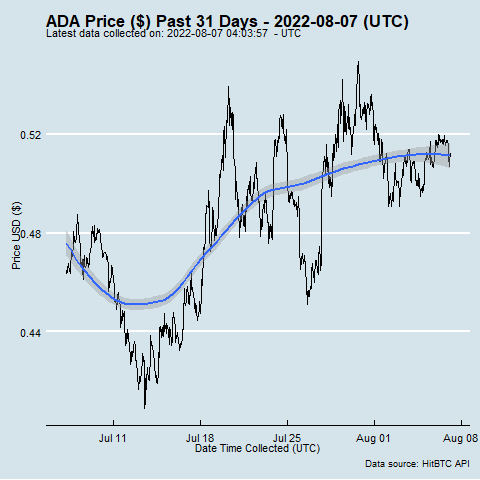 ADA Price ($) Past 31 Days - 2022-08-07 (UTC)
Latest data collected on: 2022-08-07 04:03:57 - UTC
0.52
0.48
0.44
Price USD ($)
Jul 11 Jul 18 Jul 25 Aug 01 Aug 08
Date Time Collected (UTC)
Data source: HitBTC API